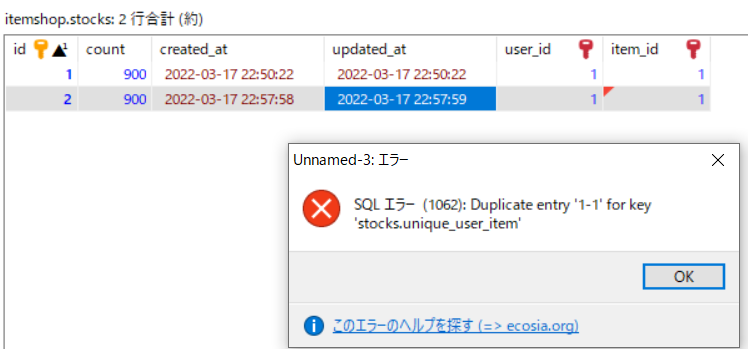 itemshop.stocks: 2 行合計 (約)
id 1 count created_at updated_at user_id item_id
1 900 2022-03-17 22:50:22 2022-03-17 22:50:22 1 1
2 900 2022-03-17 22:57:58 2022-03-17 22:57:59 1 1
Unnamed-3: エラー
SQL エラー (1062): Duplicate entry '1-1' for key
'stocks.unique_user_item'
OK
このエラーのヘルプを探す (=> ecosia.org)